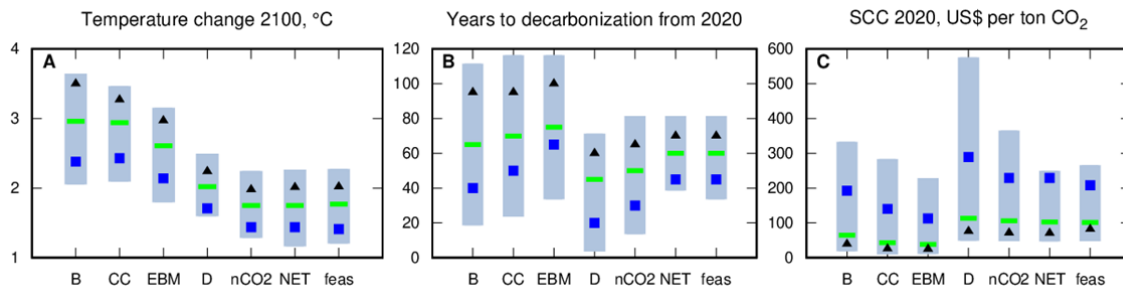 Temperature change 2100, °C
Years to decarbonization from 2020
SCC 2020, US$ per ton CO₂
A
4
3
2
1
B CC EBM D nCO2 NET feas
B
120
100
80
60
40
20
0
B CC EBM D nCO2 NET feas
C
600
500
400
300
200
100
0
B CC EBM D nCO2 NET feas